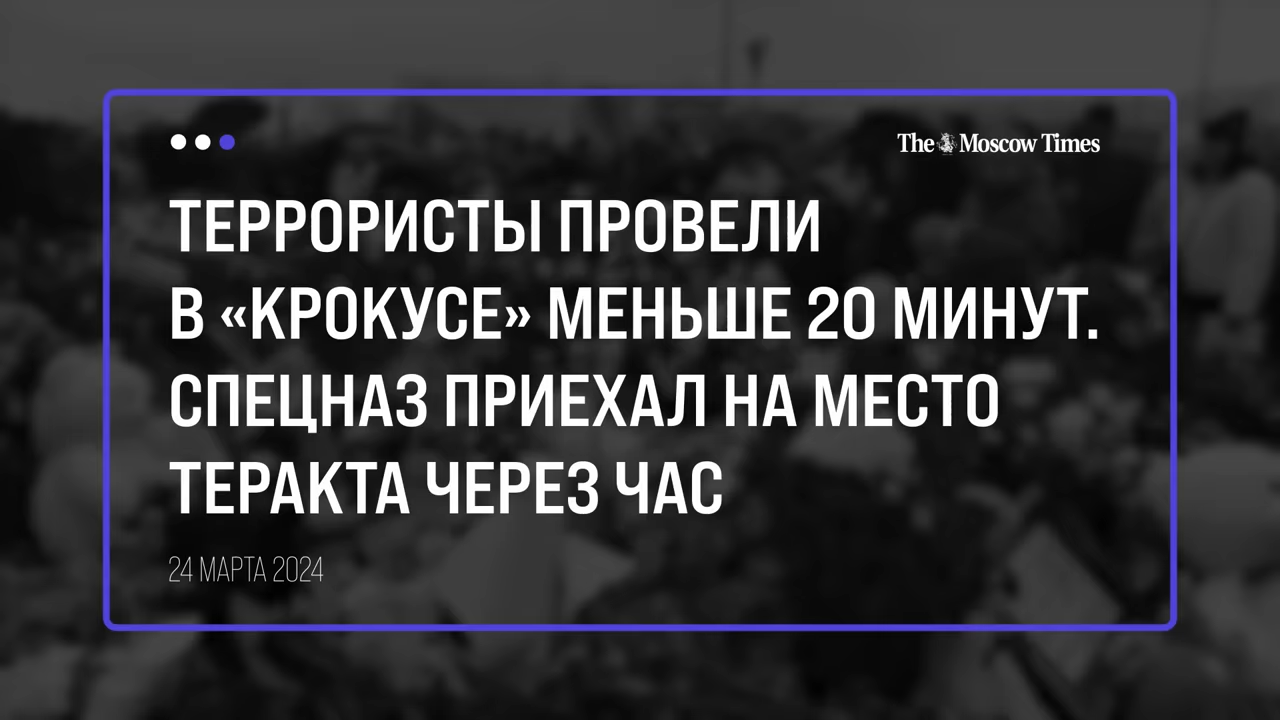 The Moscow Times
ТЕРРОРИСТЫ ПРОВЕЛИ
В «КРОКУСЕ» МЕНЬШЕ 20 МИНУТ.
СПЕЦНАЗ ПРИЕХАЛ НА МЕСТО
ТЕРАКТА ЧЕРЕЗ ЧАС
24 МАРТА 2024